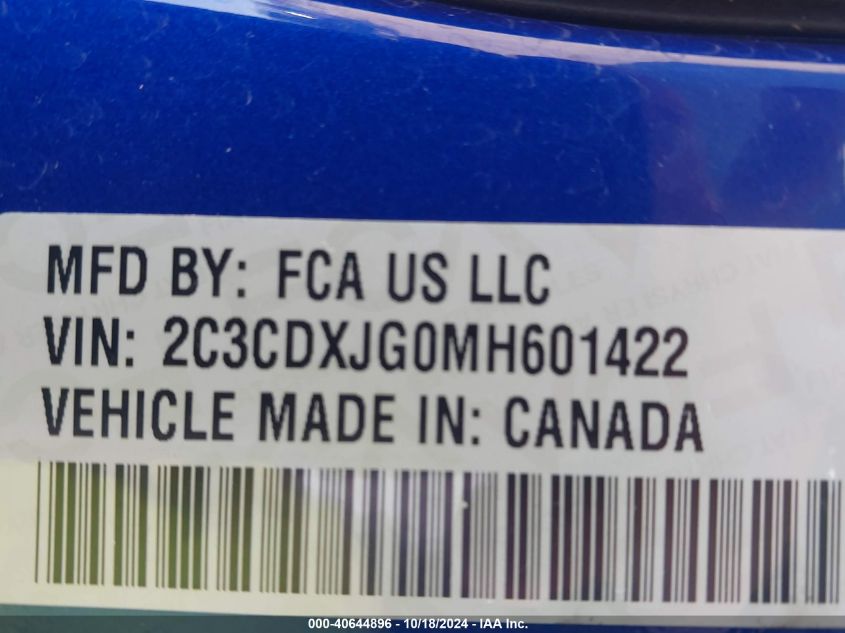 MFD BY: FCA US LLC
VIN: 2C3CDXJG0MH601422
VEHICLE MADE IN: CANADA
000-40644896 - 10/18/2024 - IAA Inc.